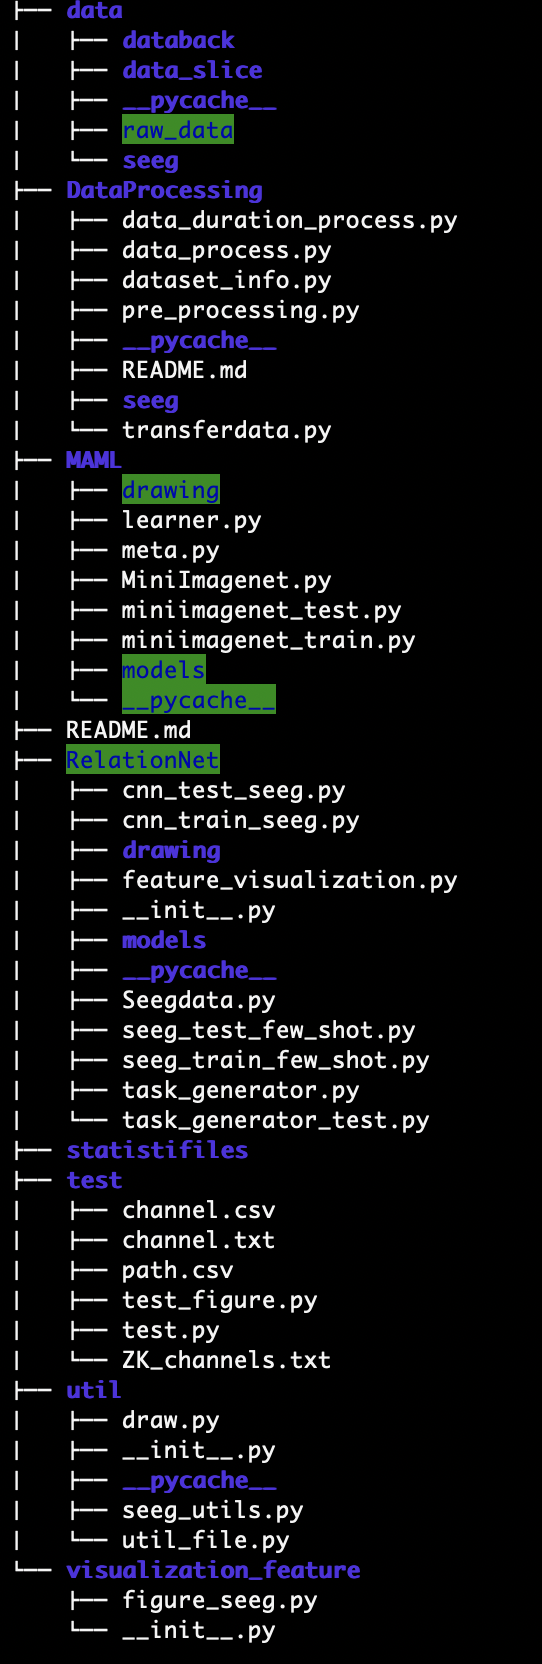 ├── data
│   ├── databack
│   ├── data_slice
│   ├── __pycache__
│   ├── raw_data
│   └── seeg
├── DataProcessing
│   ├── data_duration_process.py
│   ├── data_process.py
│   ├── dataset_info.py
│   ├── pre_processing.py
│   ├── __pycache__
│   ├── README.md
│   ├── seeg
│   └── transferdata.py
├── MAML
│   ├── drawing
│   ├── learner.py
│   ├── meta.py
│   ├── MiniImagenet.py
│   ├── miniimagenet_test.py
│   ├── miniimagenet_train.py
│   ├── models
│   └── __pycache__
├── README.md
├── RelationNet
│   ├── cnn_test_seeg.py
│   ├── cnn_train_seeg.py
│   ├── drawing
│   ├── feature_visualization.py
│   ├── __init__.py
│   ├── models
│   ├── __pycache__
│   ├── Seegdata.py
│   ├── seeg_test_few_shot.py
│   ├── seeg_train_few_shot.py
│   ├── task_generator.py
│   └── task_generator_test.py
├── statistifiles
├── test
│   ├── channel.csv
│   ├── channel.txt
│   ├── path.csv
│   ├── test_figure.py
│   ├── test.py
│   └── ZK_channels.txt
├── util
│   ├── draw.py
│   ├── __init__.py
│   ├── __pycache__
│   ├── seeg_utils.py
│   └── util_file.py
└── visualization_feature
    ├── figure_seeg.py
    └── __init__.py